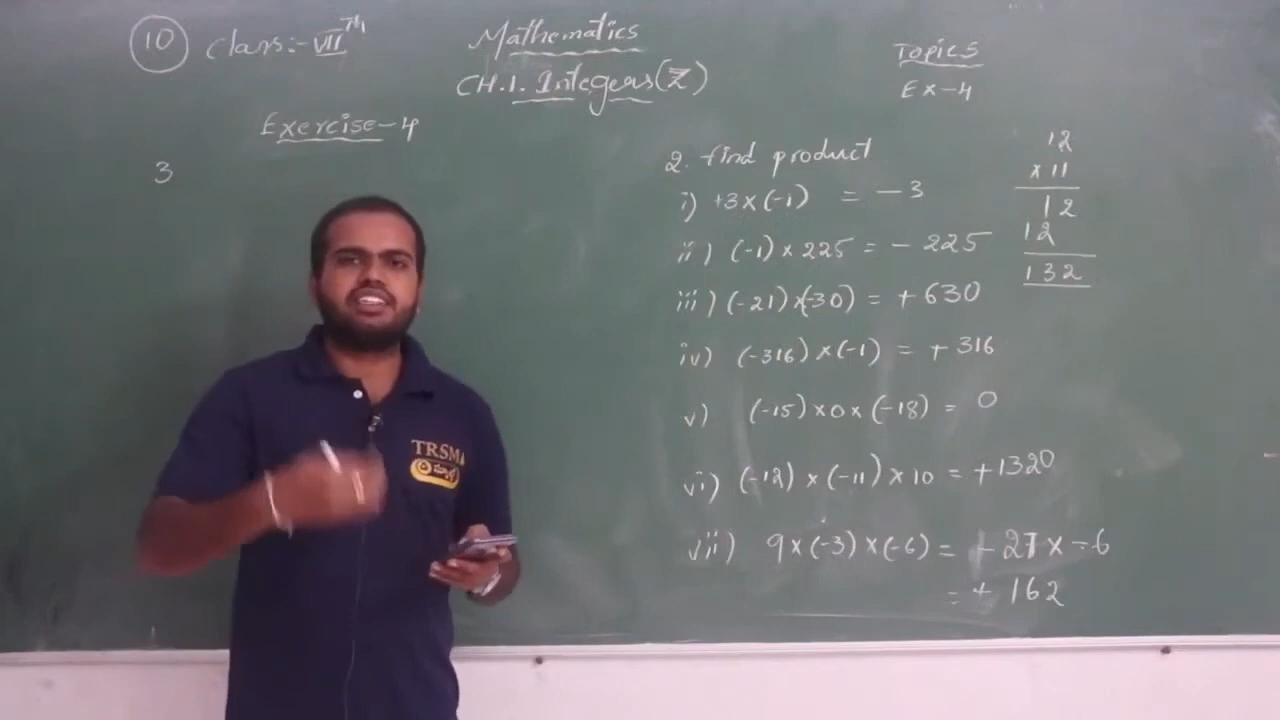 10 Class:- VII TH
Mathematics
CH.1. Integers(Z)
Topics
Ex-4
Exercise-4
3
2. find product
i) +3×(-1) = -3
ii) (-1)×225 = - 225
iii) (-21)×(-30) = +630
iv) (-316)×(-1) = +316
v) (-15)×0×(-18) = 0
vi) (-12)×(-11)×10 = +1320
vii) 9×(-3)×(-6) = -27×-6
= + 162
12
×11
12
12
132
TRSMA